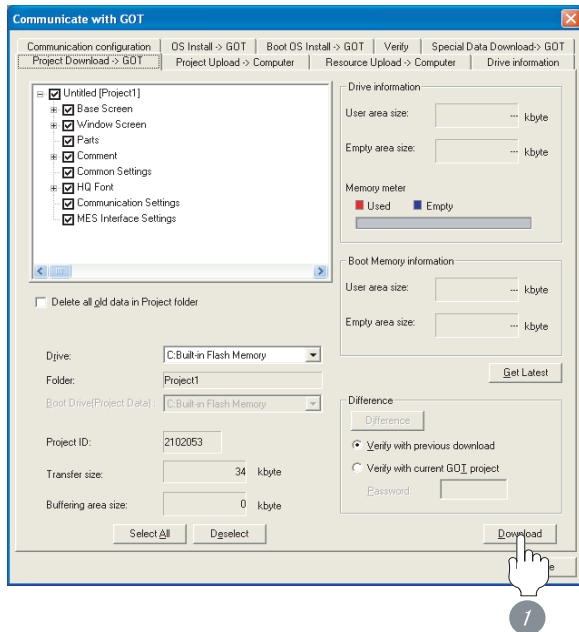 Communicate with GOT
Communication configuration OS Install -> GOT Boot OS Install -> GOT Verify Special Data Download-> GOT
Project Download -> GOT Project Upload -> Computer Resource Upload -> Computer Drive information
Untitled [Project1]
Base Screen
Window Screen
Parts
Comment
Common Settings
HQ Font
Communication Settings
MES Interface Settings
Delete all old data in Project folder
Drive: C:Built-in Flash Memory
Folder: Project1
Boot Drive(Project Data) : C:Built-in Flash Memory
Project ID: 2102053
Transfer size: 34 kbyte
Buffering area size: 0 kbyte
Select All Deselect
Drive information
User area size: --- kbyte
Empty area size: --- kbyte
Memory meter
Used Empty
Boot Memory information
User area size: --- kbyte
Empty area size: --- kbyte
Get Latest
Difference
Difference
Verify with previous download
Verify with current GOT project
Password:
Download
1